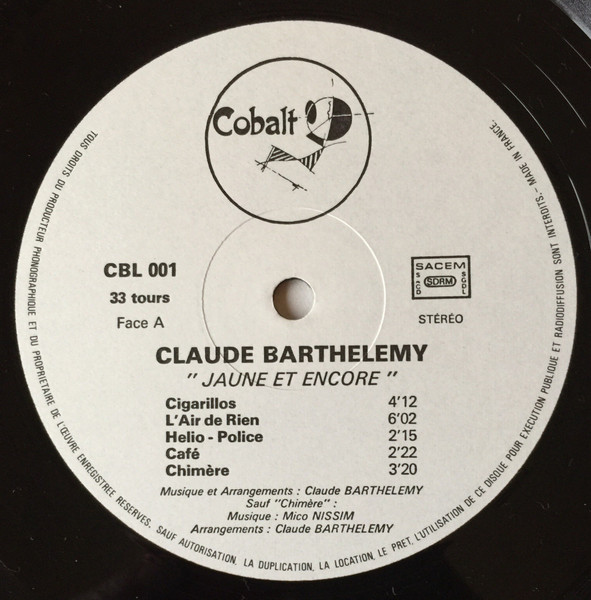 Cobalt
CBL 001
33 tours
Face A
SACEM
SACD
SDRM
SGDL
STÉRÉO
CLAUDE BARTHELEMY
" JAUNE ET ENCORE "
Cigarillos 4'12
L'Air de Rien 6'02
Helio - Police 2'15
Café 2'22
Chimère 3'20
Musique et Arrangements : Claude BARTHELEMY
Sauf "Chimère" :
Musique : Mico NISSIM
Arrangements : Claude BARTHELEMY
TOUS DROITS DU PRODUCTEUR PHONOGRAPHIQUE ET DU PROPRIETAIRE DE L'ŒUVRE ENREGISTREE RESERVES. SAUF AUTORISATION, LA DUPLICATION, LA LOCATION, LE PRET, L'UTILISATION DE CE DISQUE POUR EXECUTION PUBLIQUE ET RADIODIFFUSION SONT INTERDITS. - MADE IN FRANCE.